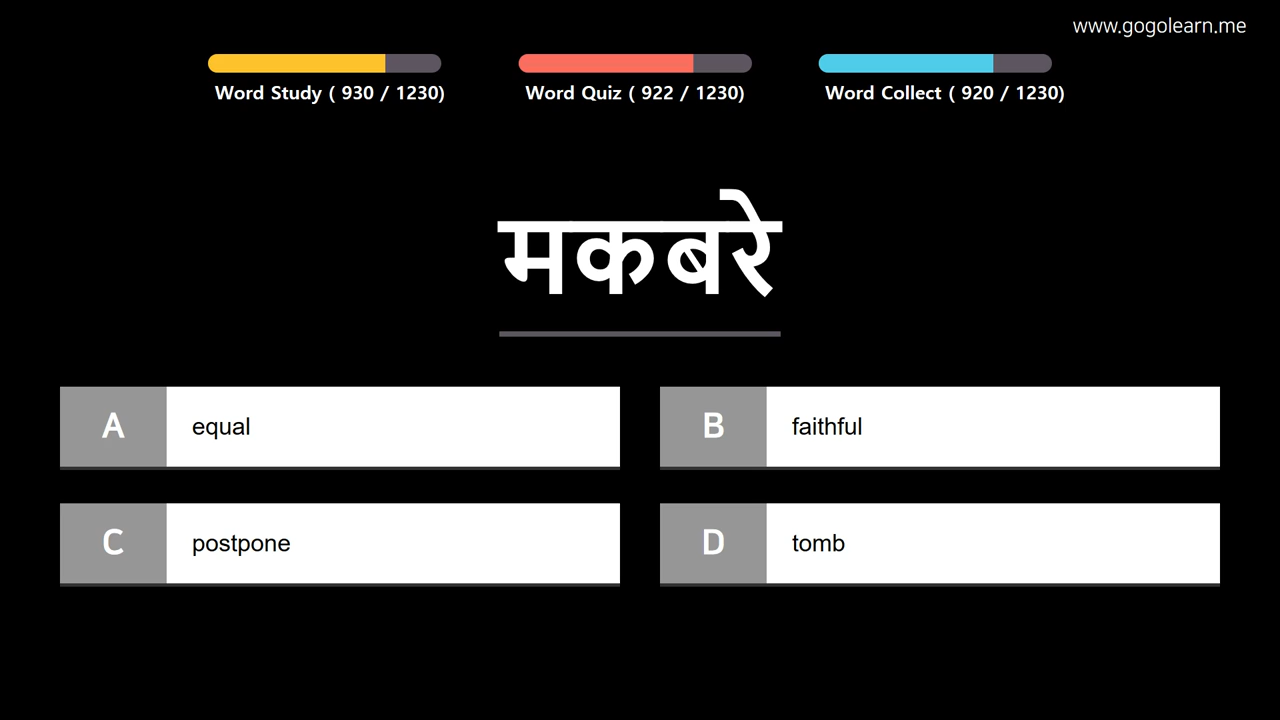 www.gogolearn.me
Word Study ( 930 / 1230)
Word Quiz ( 922 / 1230)
Word Collect ( 920 / 1230)
मकबरे
A equal
B faithful
C postpone
D tomb